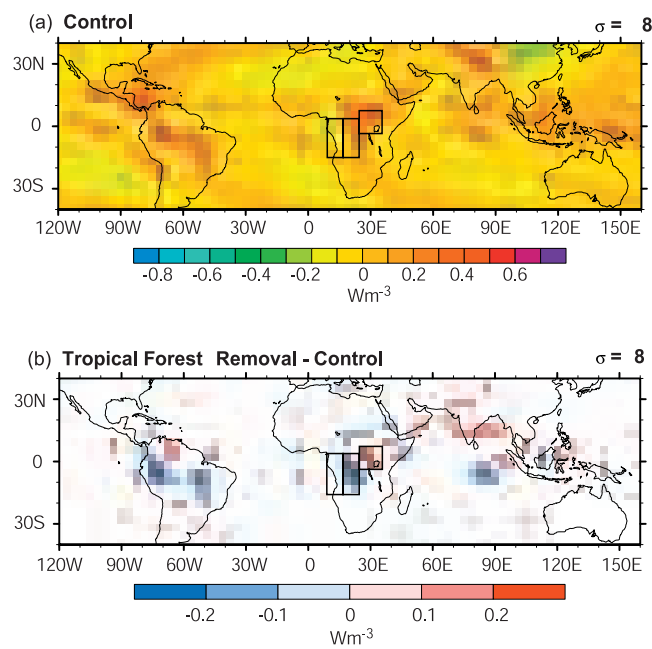 (a) Control σ = 8
30N
0
30S
120W 90W 60W 30W 0 30E 60E 90E 120E 150E
-0.8 -0.6 -0.4 -0.2 0 0.2 0.4 0.6
Wm-3
(b) Tropical Forest Removal - Control σ = 8
30N
0
30S
120W 90W 60W 30W 0 30E 60E 90E 120E 150E
-0.2 -0.1 0 0.1 0.2
Wm-3